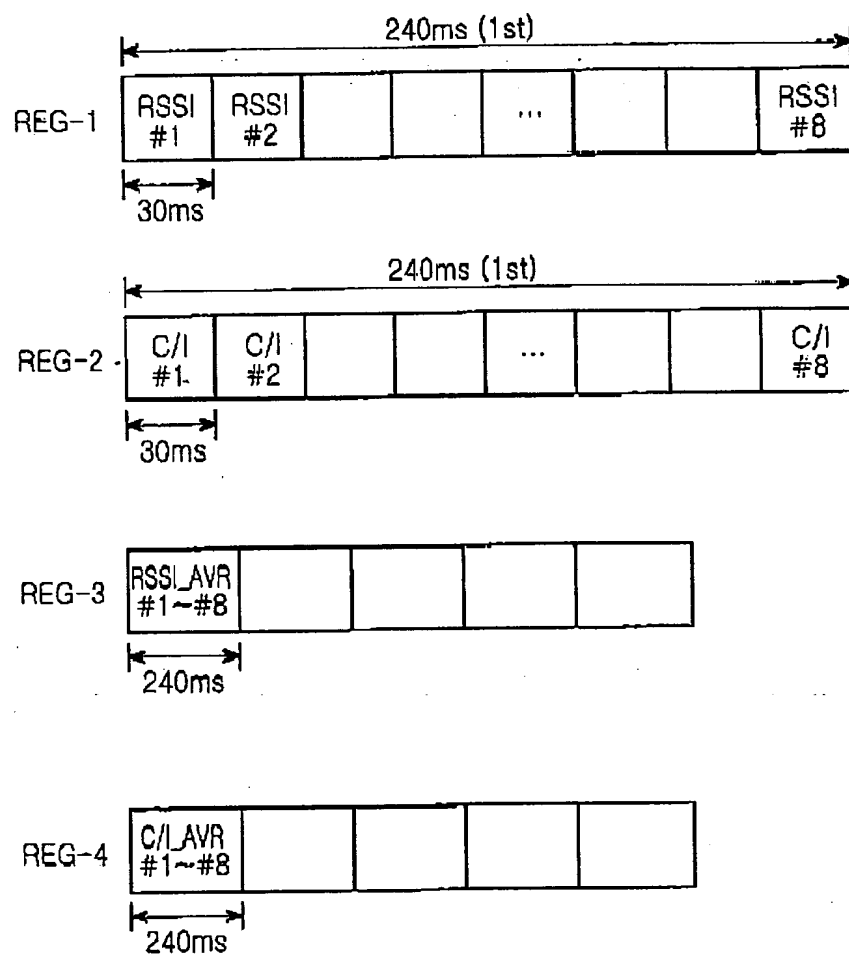 240ms (1st)
REG-1
RSSI #1
RSSI #2
...
RSSI #8
30ms
240ms (1st)
REG-2
C/I #1
C/I #2
...
C/I #8
30ms
REG-3
RSSI_AVR #1~#8
240ms
REG-4
C/I_AVR #1~#8
240ms